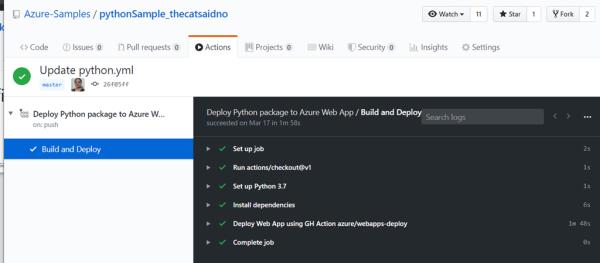 Azure-Samples / pythonSample_thecatsaidno
Watch 11 Star 1 Fork 2
Code Issues 0 Pull requests 0 Actions Projects 0 Wiki Security 0 Insights Settings
Update python.yml
master 26f05ff
Deploy Python package to Azure W...
on: push
Build and Deploy
Deploy Python package to Azure Web App / Build and Deploy
succeeded on Mar 17 in 1m 58s
Search logs
Set up job 2s
Run actions/checkout@v1 1s
Set up Python 3.7 1s
Install dependencies 6s
Deploy Web App using GH Action azure/webapps-deploy 1m 48s
Complete job 0s